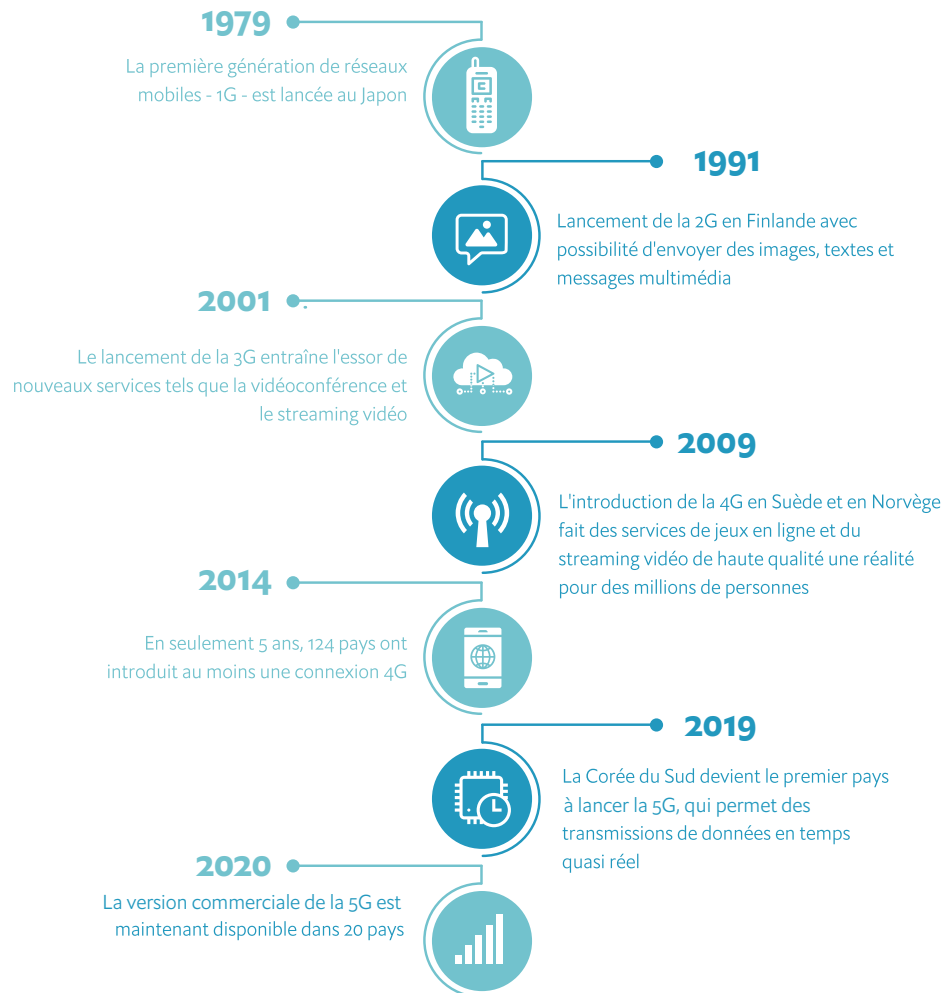 1979
La première génération de réseaux
mobiles - 1G - est lancée au Japon
1991
Lancement de la 2G en Finlande avec
possibilité d'envoyer des images, textes et
messages multimédia
2001
Le lancement de la 3G entraîne l'essor de
nouveaux services tels que la vidéoconférence et
le streaming vidéo
2009
L'introduction de la 4G en Suède et en Norvège
fait des services de jeux en ligne et du
streaming vidéo de haute qualité une réalité
pour des millions de personnes
2014
En seulement 5 ans, 124 pays ont
introduit au moins une connexion 4G
2019
La Corée du Sud devient le premier pays
à lancer la 5G, qui permet des
transmissions de données en temps
quasi réel
2020
La version commerciale de la 5G est
maintenant disponible dans 20 pays